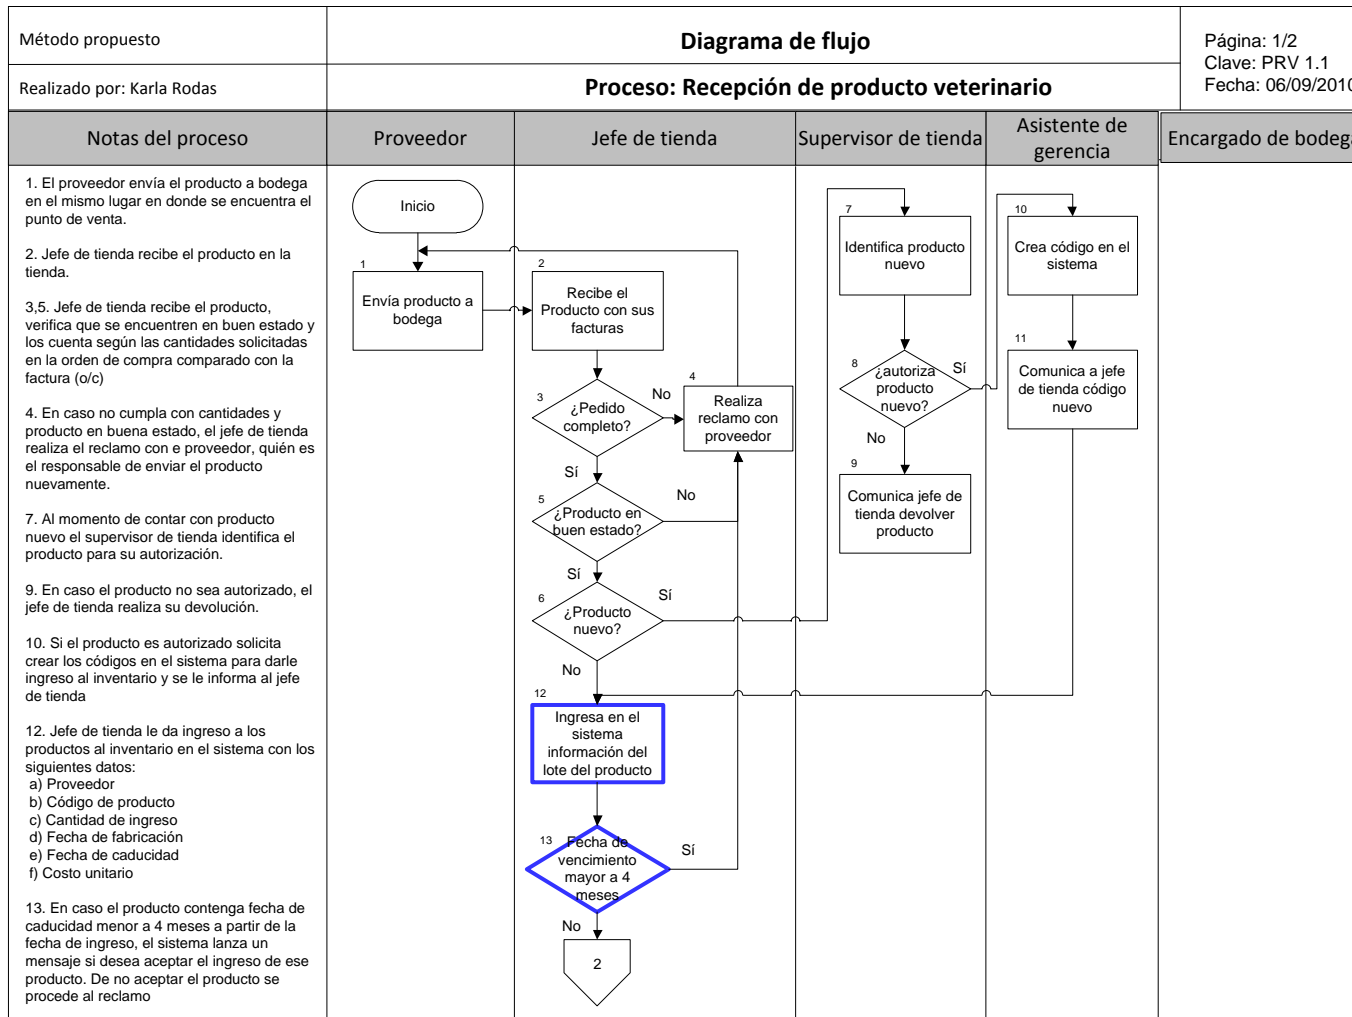 Método propuesto
Diagrama de flujo
Página: 1/2
Clave: PRV 1.1
Fecha: 06/09/2010
Realizado por: Karla Rodas
Proceso: Recepción de producto veterinario
Notas del proceso
Proveedor
Jefe de tienda
Supervisor de tienda
Asistente de
gerencia
Encargado de bodega
1. El proveedor envía el producto a bodega
en el mismo lugar en donde se encuentra el
punto de venta.
2. Jefe de tienda recibe el producto en la
tienda.
3,5. Jefe de tienda recibe el producto,
verifica que se encuentren en buen estado y
los cuenta según las cantidades solicitadas
en la orden de compra comparado con la
factura (o/c)
4. En caso no cumpla con cantidades y
producto en buena estado, el jefe de tienda
realiza el reclamo con e proveedor, quién es
el responsable de enviar el producto
nuevamente.
7. Al momento de contar con producto
nuevo el supervisor de tienda identifica el
producto para su autorización.
9. En caso el producto no sea autorizado, el
jefe de tienda realiza su devolución.
10. Si el producto es autorizado solicita
crear los códigos en el sistema para darle
ingreso al inventario y se le informa al jefe
de tienda
12. Jefe de tienda le da ingreso a los
productos al inventario en el sistema con los
siguientes datos:
a) Proveedor
b) Código de producto
c) Cantidad de ingreso
d) Fecha de fabricación
e) Fecha de caducidad
f) Costo unitario
13. En caso el producto contenga fecha de
caducidad menor a 4 meses a partir de la
fecha de ingreso, el sistema lanza un
mensaje si desea aceptar el ingreso de ese
producto. De no aceptar el producto se
procede al reclamo
Inicio
1
Envía producto a
bodega
2
Recibe el
Producto con sus
facturas
3
¿Pedido
completo?
No
Sí
4
Realiza
reclamo con
proveedor
5
¿Producto en
buen estado?
No
Sí
6
¿Producto
nuevo?
Sí
No
7
Identifica producto
nuevo
8
¿autoriza
producto
nuevo?
Sí
No
9
Comunica jefe de
tienda devolver
producto
10
Crea código en el
sistema
11
Comunica a jefe
de tienda código
nuevo
12
Ingresa en el
sistema
información del
lote del producto
13
Fecha de
vencimiento
mayor a 4
meses
Sí
No
2